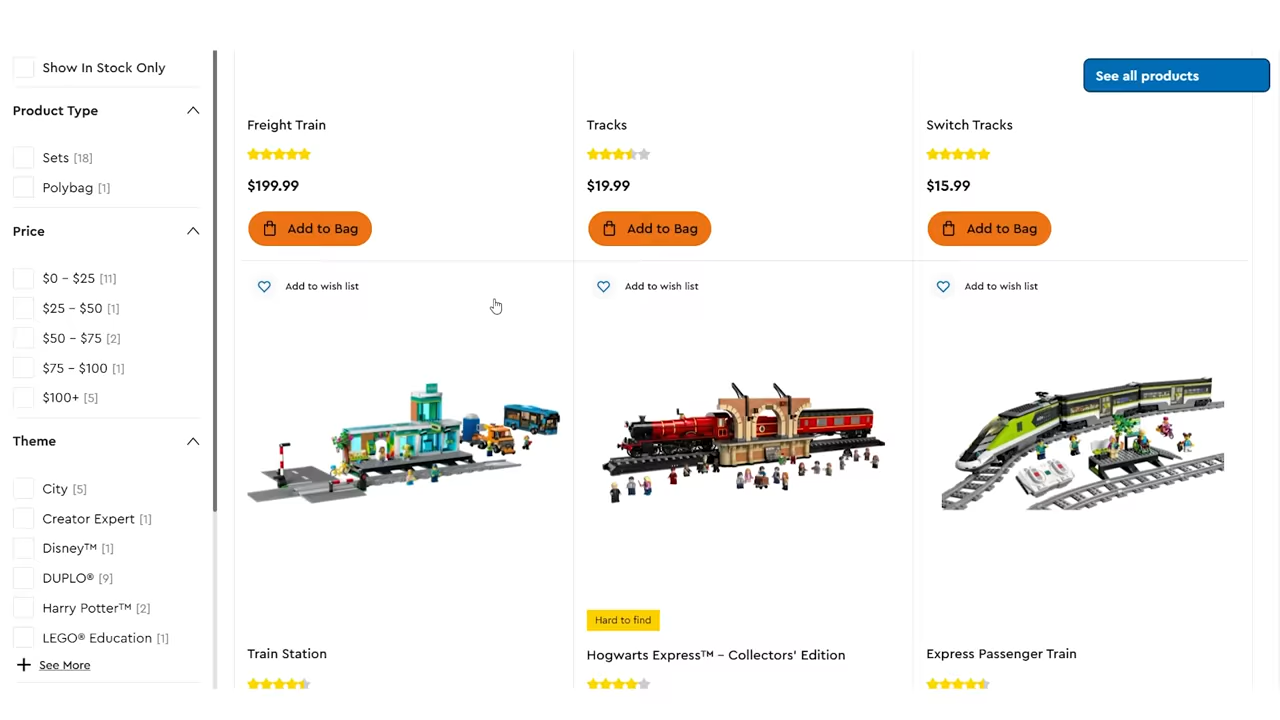 Show In Stock Only
Product Type
Sets [18]
Polybag [1]
Price
$0 – $25 [11]
$25 – $50 [1]
$50 – $75 [2]
$75 – $100 [1]
$100+ [5]
Theme
City [5]
Creator Expert [1]
Disney™ [1]
DUPLO® [9]
Harry Potter™ [2]
LEGO® Education [1]
See More
See all products
Freight Train
$199.99
Add to Bag
Tracks
$19.99
Add to Bag
Switch Tracks
$15.99
Add to Bag
Add to wish list
Train Station
Add to wish list
Hard to find
Hogwarts Express™ – Collectors' Edition
Add to wish list
Express Passenger Train